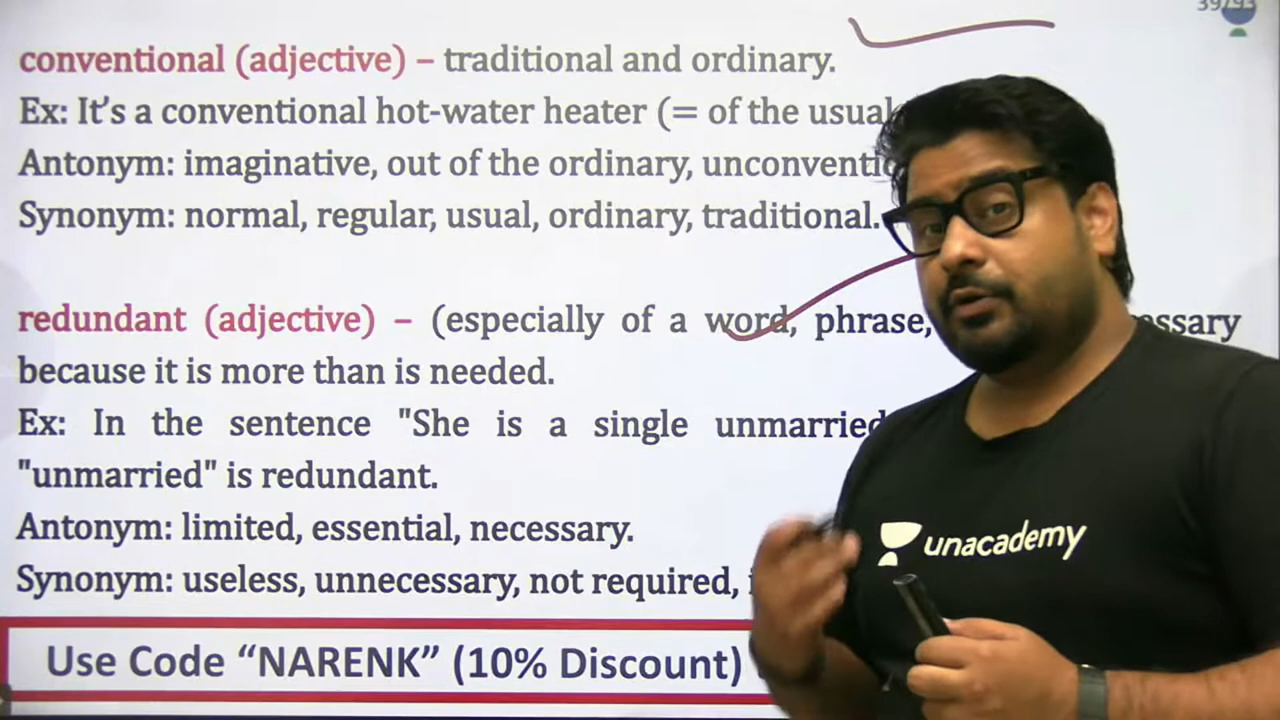 39/93
conventional (adjective) – traditional and ordinary.
Ex: It's a conventional hot-water heater (= of the usual
Antonym: imaginative, out of the ordinary,
Synonym: normal, regular, usual, ordinary, traditional.
redundant (adjective) – (especially of a word, phrase,
because it is more than is needed.
Ex: In the sentence "She is a single unmarried
"unmarried" is redundant.
Antonym: limited, essential, necessary.
Synonym: useless, unnecessary, not required,
Use Code “NARENK” (10% Discount)
unacademy